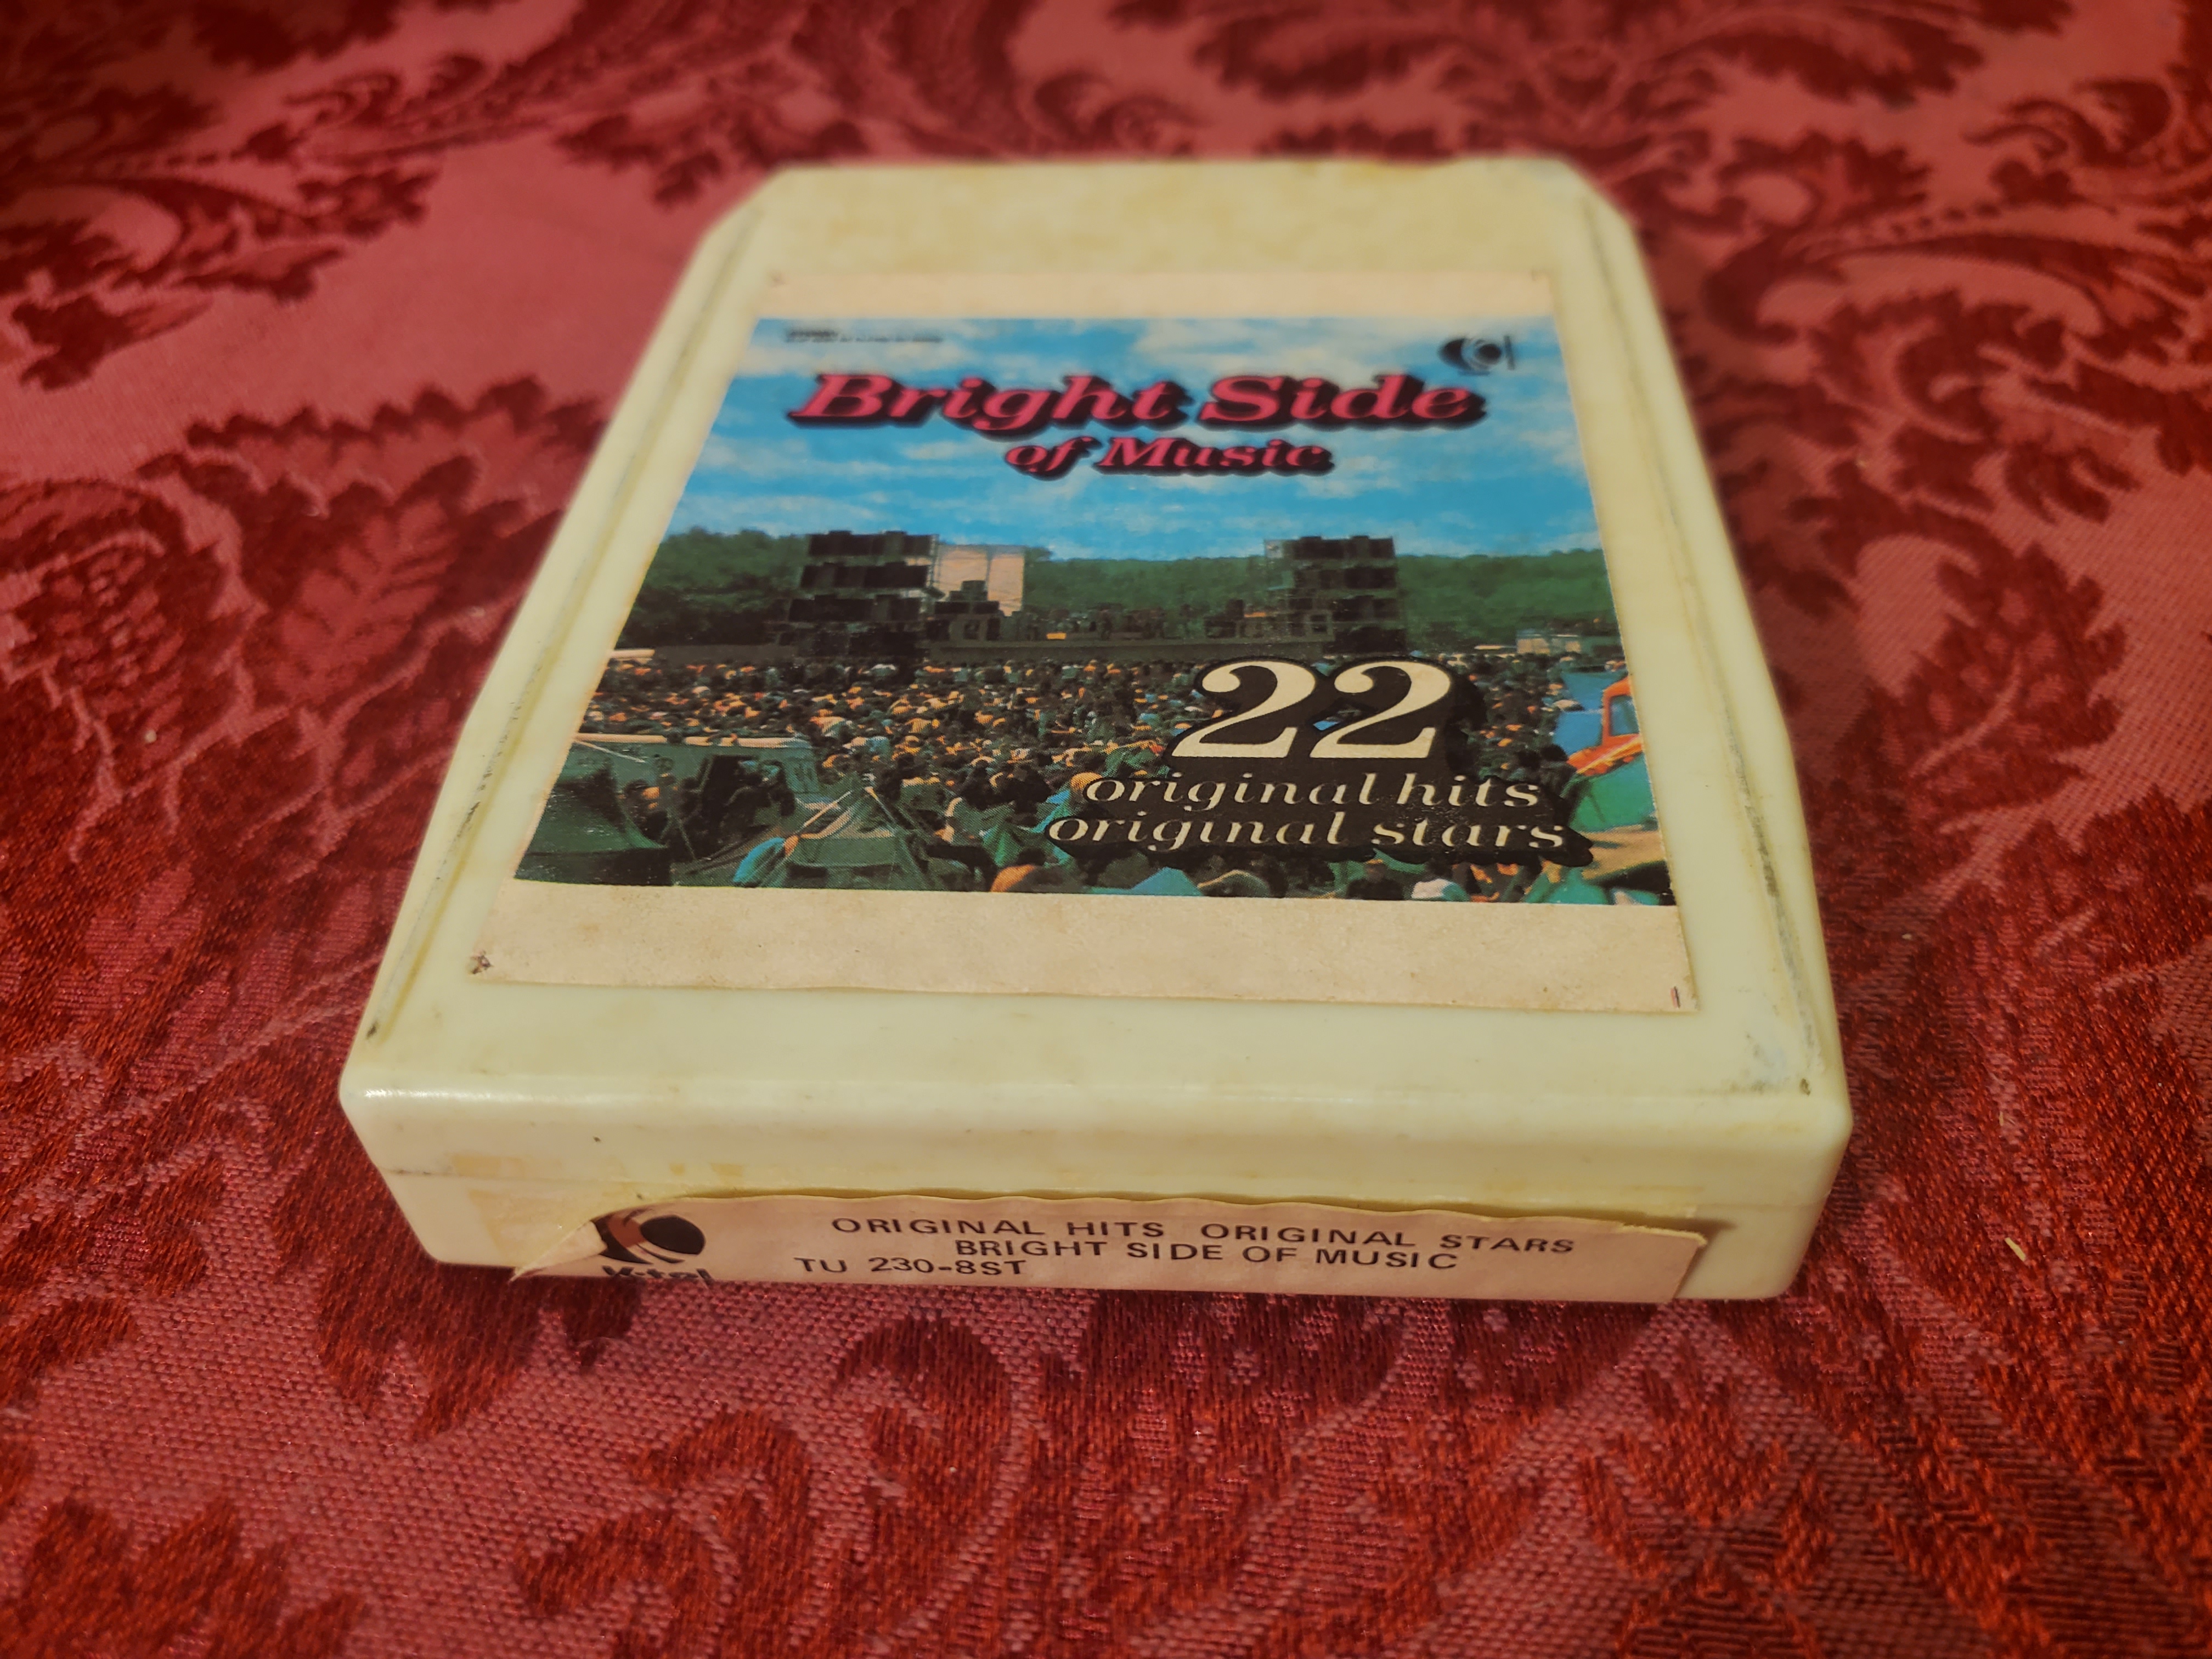 Bright Side
of Music
22
original hits
original stars
ORIGINAL HITS ORIGINAL STARS
BRIGHT SIDE OF MUSIC
TU 230-8ST
K-tel